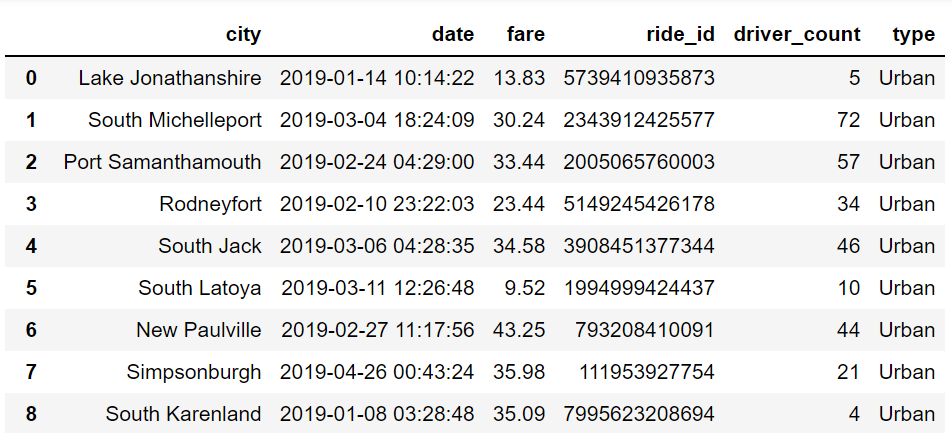 city date fare ride_id driver_count type
0 Lake Jonathanshire 2019-01-14 10:14:22 13.83 5739410935873 5 Urban
1 South Michelleport 2019-03-04 18:24:09 30.24 2343912425577 72 Urban
2 Port Samanthamouth 2019-02-24 04:29:00 33.44 2005065760003 57 Urban
3 Rodneyfort 2019-02-10 23:22:03 23.44 5149245426178 34 Urban
4 South Jack 2019-03-06 04:28:35 34.58 3908451377344 46 Urban
5 South Latoya 2019-03-11 12:26:48 9.52 1994999424437 10 Urban
6 New Paulville 2019-02-27 11:17:56 43.25 793208410091 44 Urban
7 Simpsonburgh 2019-04-26 00:43:24 35.98 111953927754 21 Urban
8 South Karenland 2019-01-08 03:28:48 35.09 7995623208694 4 Urban